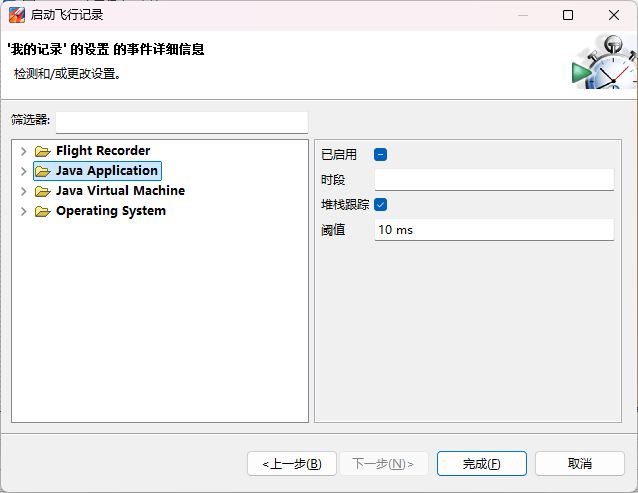 启动飞行记录
'我的记录' 的设置 的事件详细信息
检测和/或更改设置。
筛选器:
Flight Recorder
Java Application
Java Virtual Machine
Operating System
已启用
时段
堆栈跟踪
阈值 10 ms
<上一步(B) 下一步(N)> 完成(F) 取消